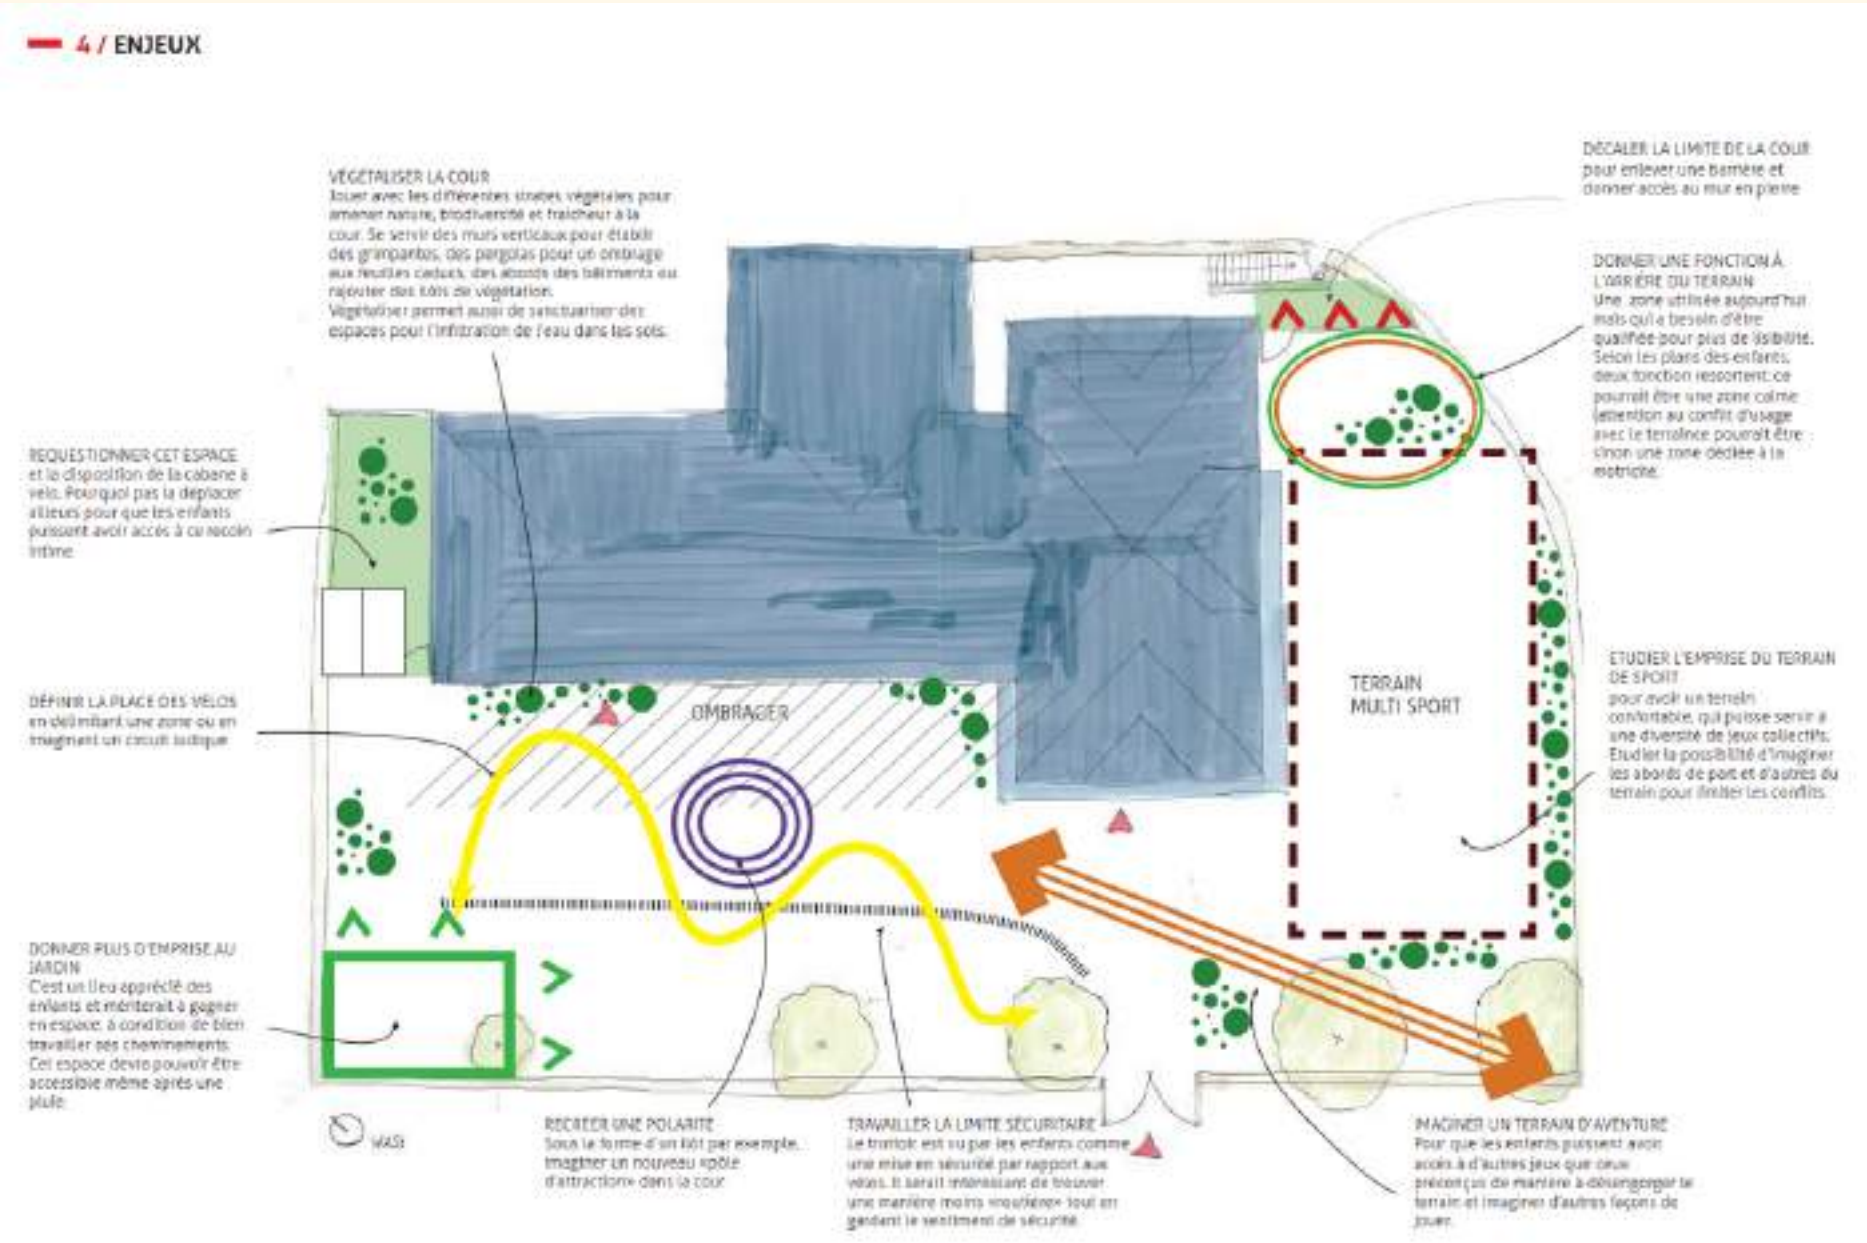 4 / ENJEUX
VÉGÉTALISER LA COUR
Jouer avec les différentes strates végétales pour
amener nature, biodiversité et fraicheur à la
cour. Se servir des murs verticaux pour établir
des grimpantes, des pergolas pour un ombrage
aux feuilles caducs, des abords des bâtiments ou
rajouter des îlots de végétation.
Végétaliser permet aussi de sanctuariser des
espaces pour l'infiltration de l'eau dans les sols.
DÉCALER LA LIMITE DE LA COUR
pour enlever une barrière et
donner accès au mur en pierre
DONNER UNE FONCTION À
L'ARRIÈRE DU TERRAIN
Une zone utilisée aujourd'hui
mais qui a besoin d'être
qualifiée pour plus de lisibilité.
Selon les plans des enfants,
deux fonction ressortent: ce
pourrait être une zone calme
(attention au conflit d'usage
avec le terrain ce pourrait être
sinon une zone dédiée à la
motricité.
REQUESTIONNER CET ESPACE
et la disposition de la cabane à
vélo. Pourquoi pas la déplacer
ailleurs pour que les enfants
puissent avoir accès à ce recoin
intime
DÉFINIR LA PLACE DES VÉLOS
en délimitant une zone ou en
imaginant un circuit ludique
OMBRAGER
TERRAIN
MULTI SPORT
ETUDIER L'EMPRISE DU TERRAIN
DE SPORT
pour avoir un terrain
confortable, qui puisse servir à
une diversité de jeux collectifs.
Etudier la possibilité d'imaginer
les abords de part et d'autres du
terrain pour limiter les conflits.
DONNER PLUS D'EMPRISE AU
JARDIN
C'est un lieu apprécié des
enfants et mériterait à gagner
en espace, à condition de bien
travailler ses cheminements.
Cet espace devra pouvoir être
accessible même après une
pluie.
RECRÉER UNE POLARITÉ
Sous la forme d'un îlot par exemple,
imaginer un nouveau «pôle
d'attraction» dans la cour
TRAVAILLER LA LIMITE SÉCURITAIRE
Le trottoir est vu par les enfants comme
une mise en sécurité par rapport aux
vélos. Il serait intéressant de trouver
une manière moins «routière» tout en
gardant le sentiment de sécurité.
IMAGINER UN TERRAIN D'AVENTURE
Pour que les enfants puissent avoir
accès à d'autres jeux que ceux
préconçus de manière à désengorger le
terrain et imaginer d'autres façons de
jouer.